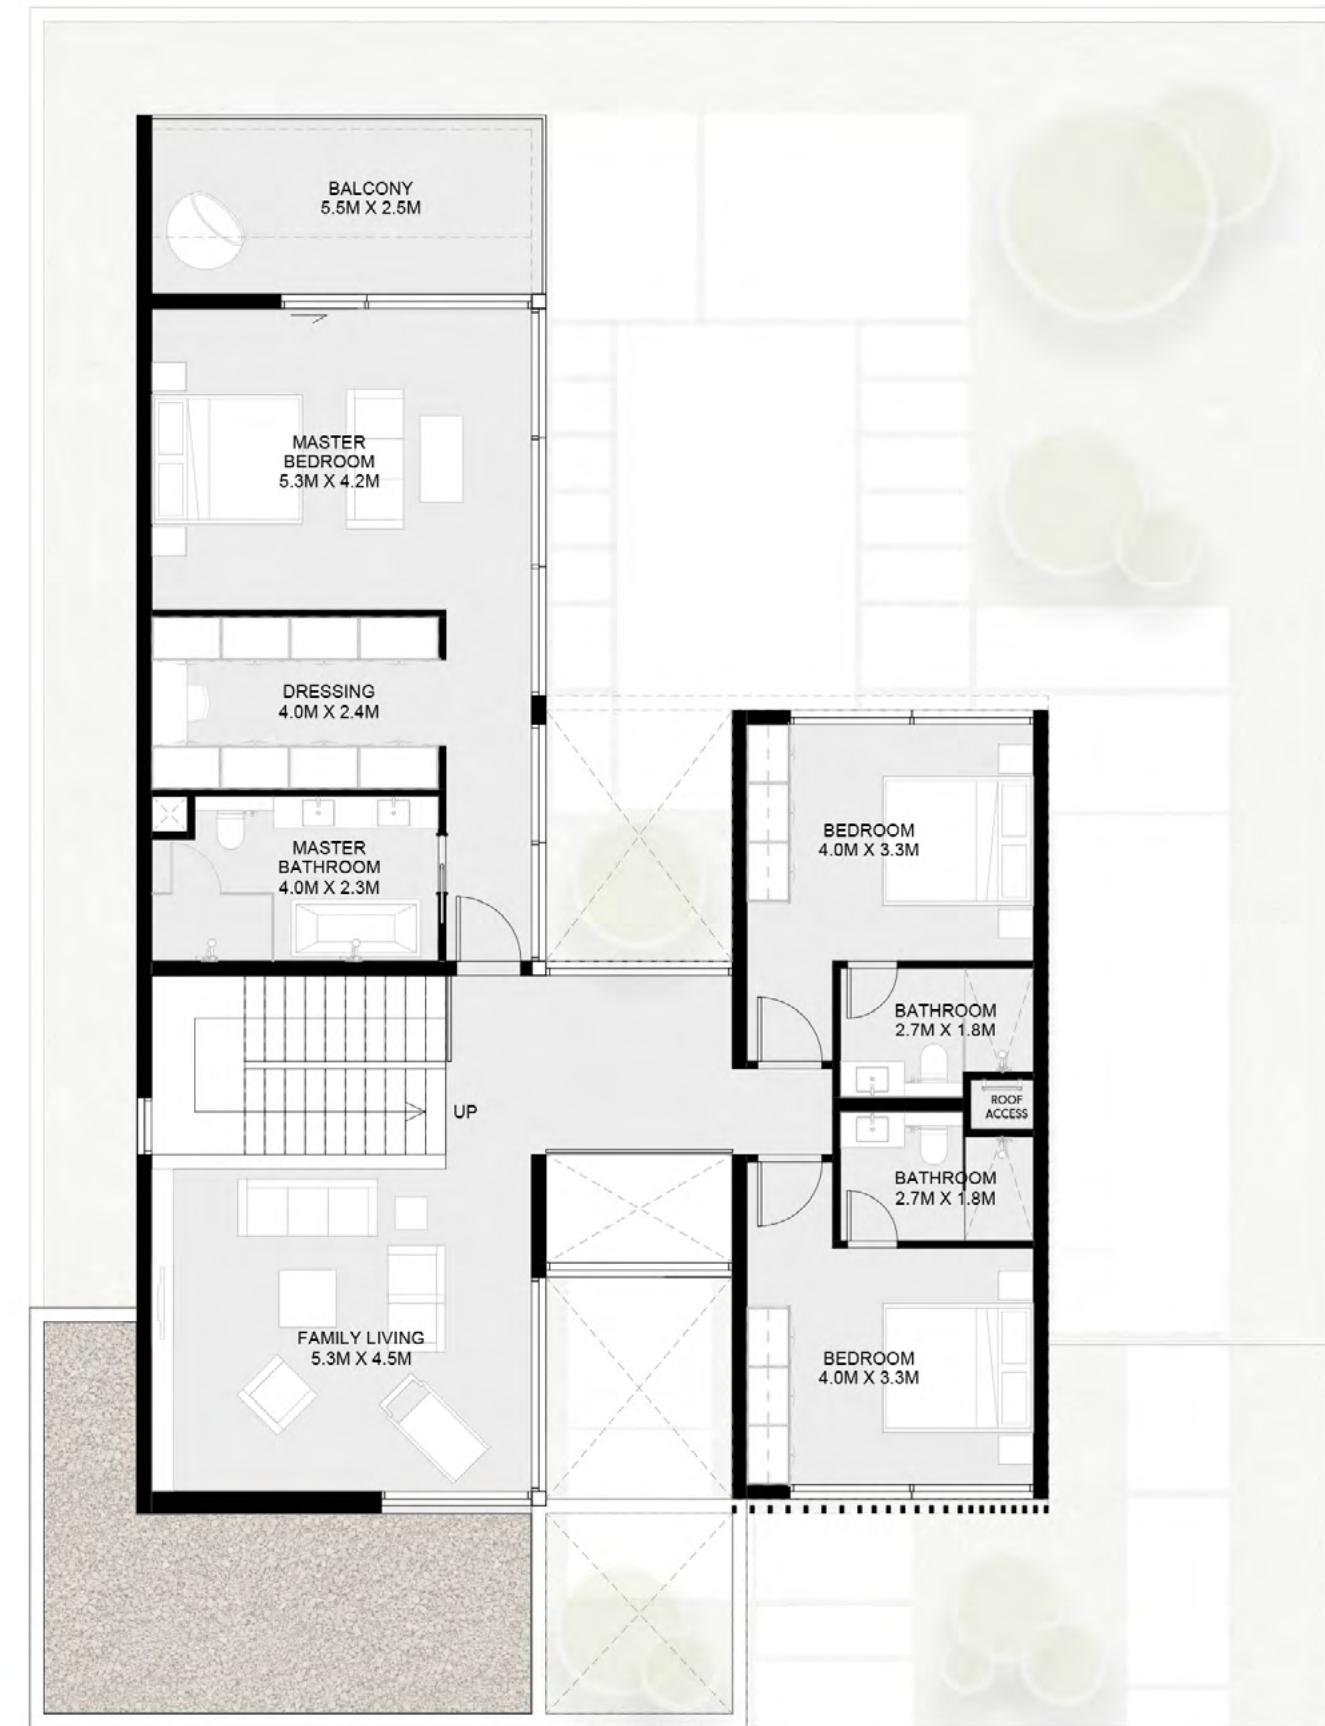 BALCONY
5.5M X 2.5M
MASTER
BEDROOM
5.3M X 4.2M
DRESSING
4.0M X 2.4M
MASTER
BATHROOM
4.0M X 2.3M
BEDROOM
4.0M X 3.3M
BATHROOM
2.7M X 1.8M
ROOF
ACCESS
UP
BATHROOM
2.7M X 1.8M
FAMILY LIVING
5.3M X 4.5M
BEDROOM
4.0M X 3.3M